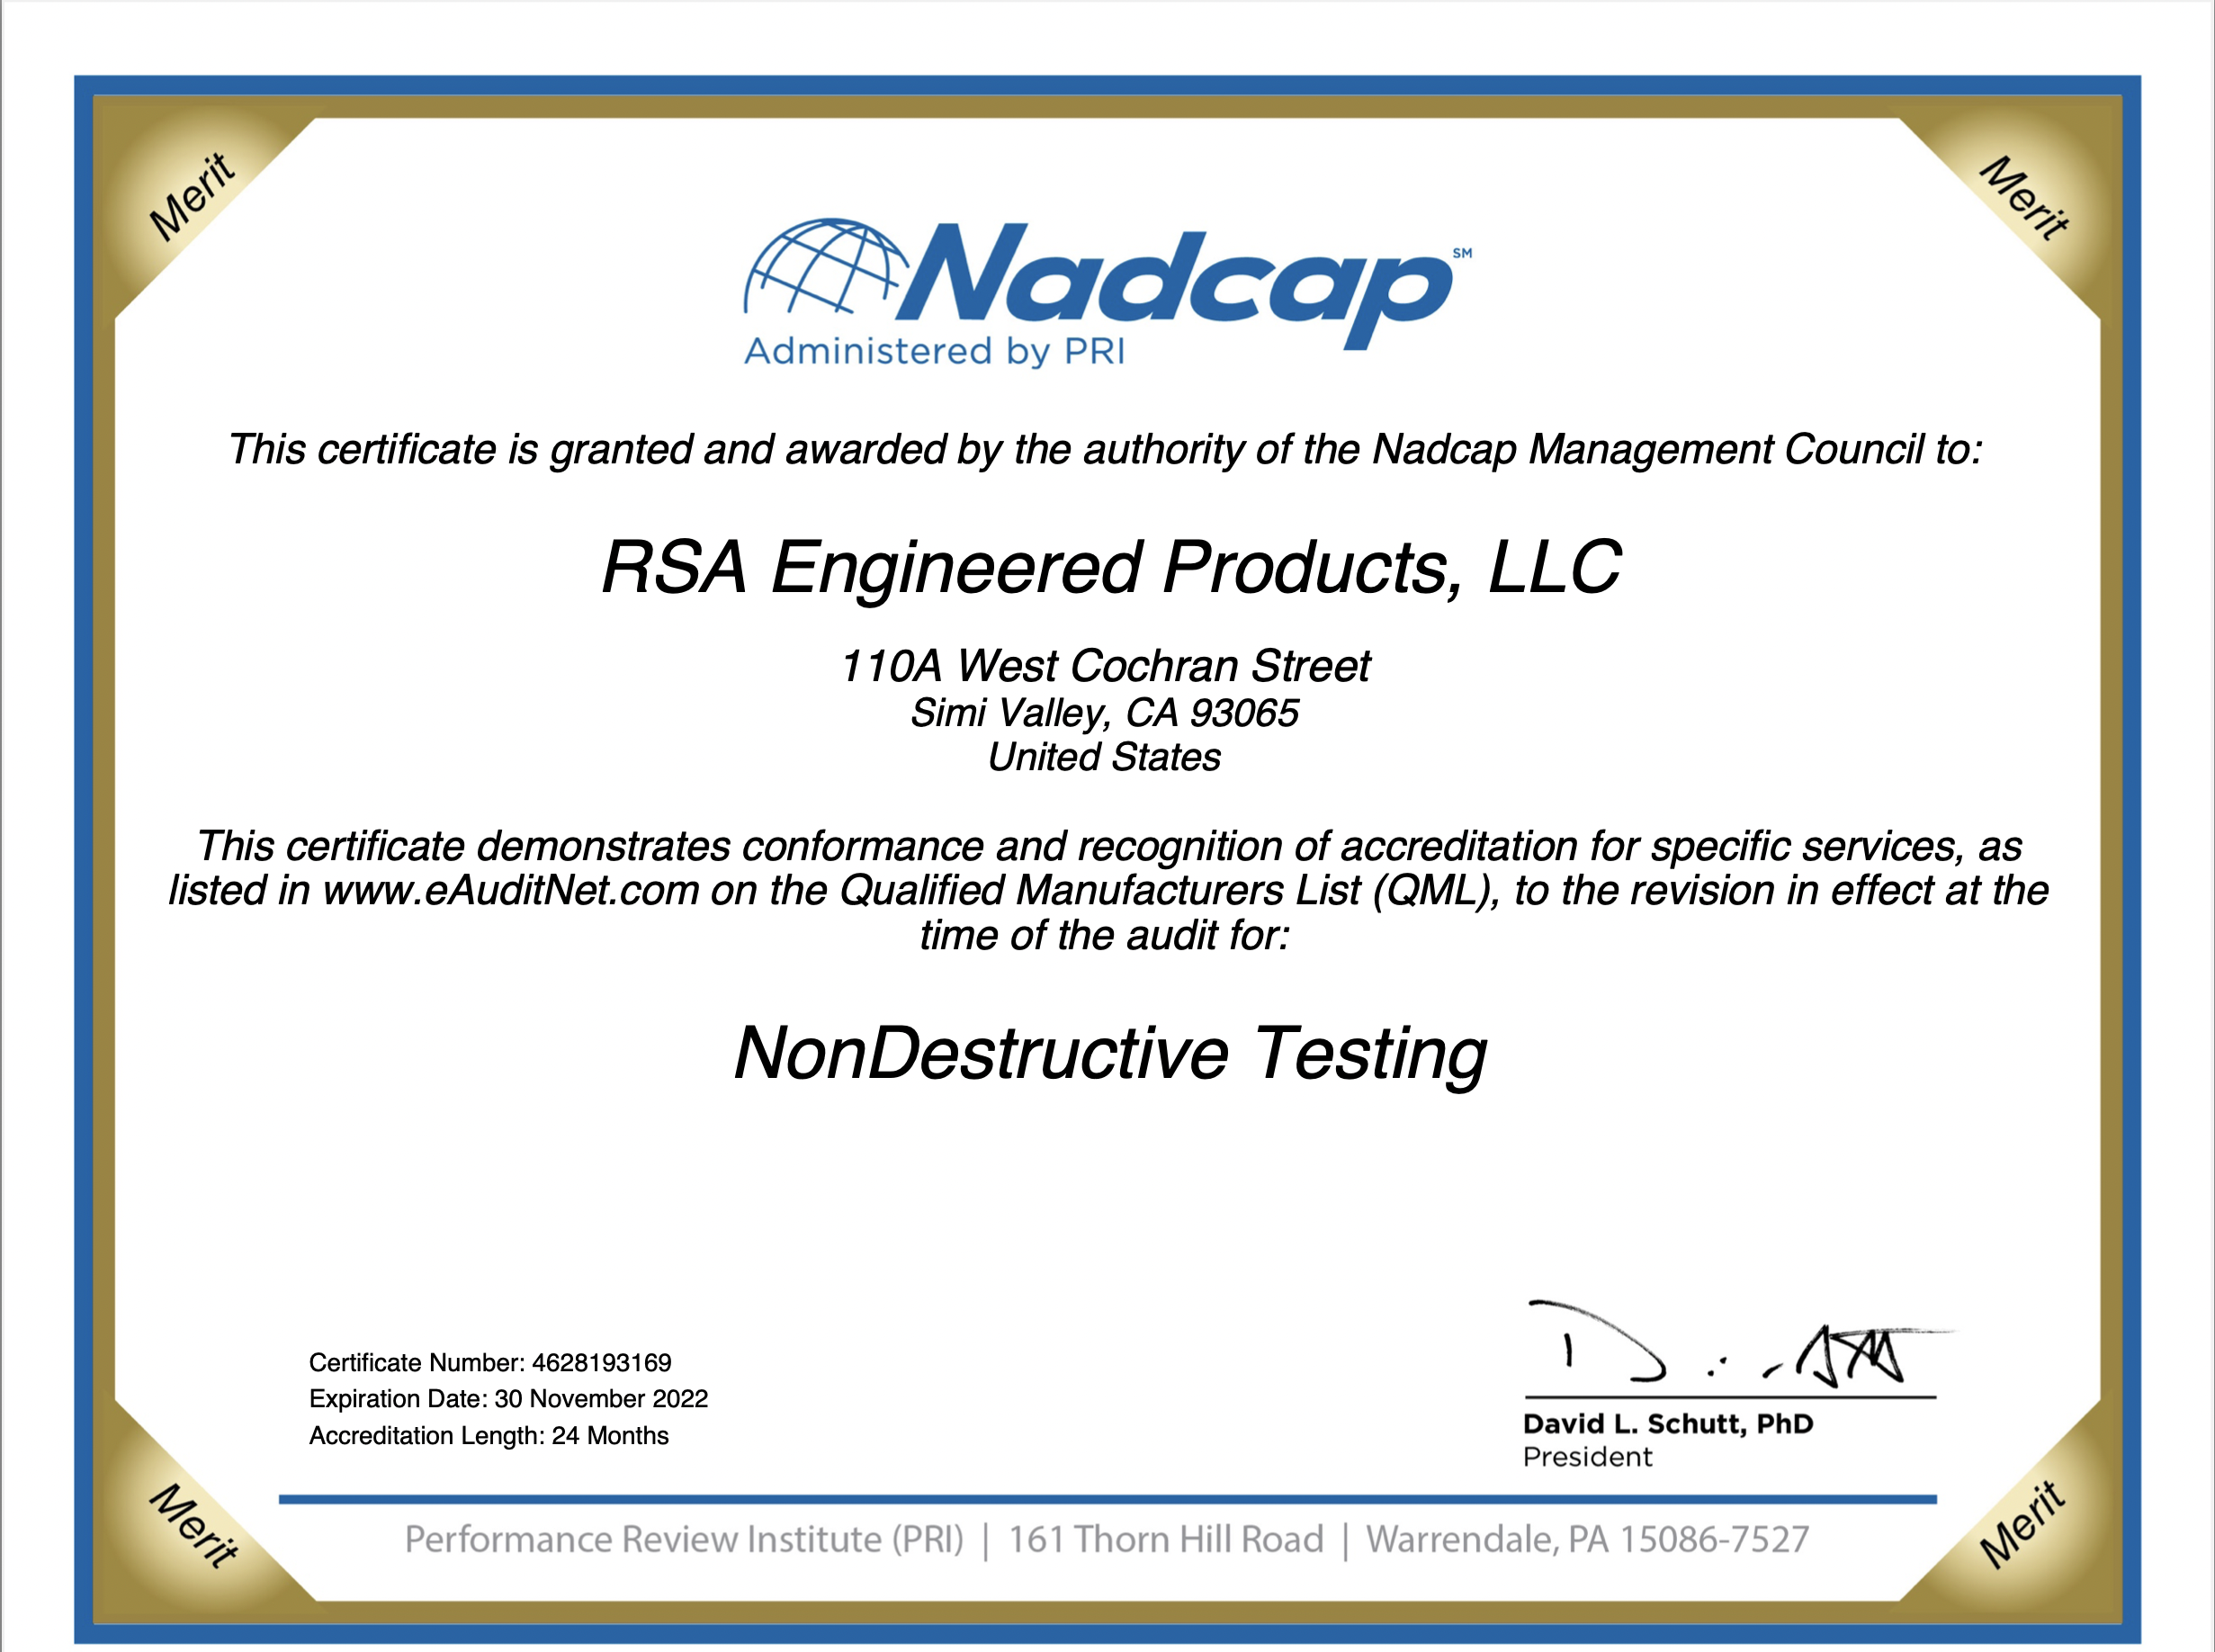 Merit
Merit
Nadcap SM
Administered by PRI
This certificate is granted and awarded by the authority of the Nadcap Management Council to:
RSA Engineered Products, LLC
110A West Cochran Street
Simi Valley, CA 93065
United States
This certificate demonstrates conformance and recognition of accreditation for specific services, as
listed in www.eAuditNet.com on the Qualified Manufacturers List (QML), to the revision in effect at the
time of the audit for:
NonDestructive Testing
Certificate Number: 4628193169
Expiration Date: 30 November 2022
Accreditation Length: 24 Months
David L. Schutt, PhD
President
Merit
Merit
Performance Review Institute (PRI) | 161 Thorn Hill Road | Warrendale, PA 15086-7527